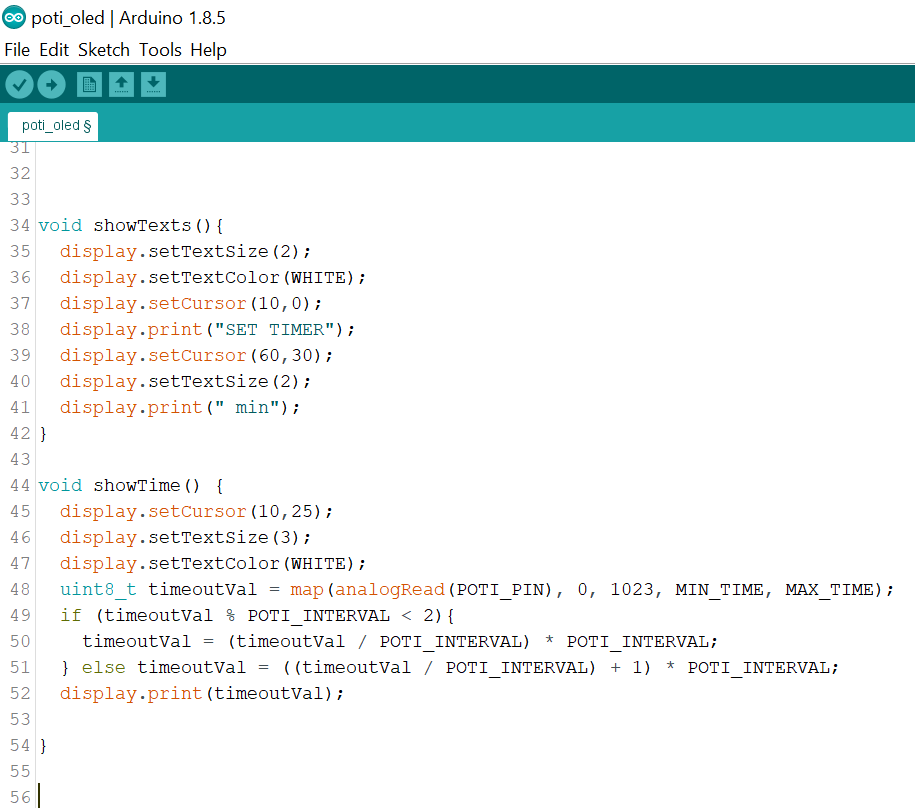 poti_oled | Arduino 1.8.5
File Edit Sketch Tools Help
poti_oled §
31
32
33
34 void showTexts(){
35   display.setTextSize(2);
36   display.setTextColor(WHITE);
37   display.setCursor(10,0);
38   display.print("SET TIMER");
39   display.setCursor(60,30);
40   display.setTextSize(2);
41   display.print(" min");
42 }
43
44 void showTime() {
45   display.setCursor(10,25);
46   display.setTextSize(3);
47   display.setTextColor(WHITE);
48   uint8_t timeoutVal = map(analogRead(POTI_PIN), 0, 1023, MIN_TIME, MAX_TIME);
49   if (timeoutVal % POTI_INTERVAL < 2){
50     timeoutVal = (timeoutVal / POTI_INTERVAL) * POTI_INTERVAL;
51   } else timeoutVal = ((timeoutVal / POTI_INTERVAL) + 1) * POTI_INTERVAL;
52   display.print(timeoutVal);
53
54 }
55
56